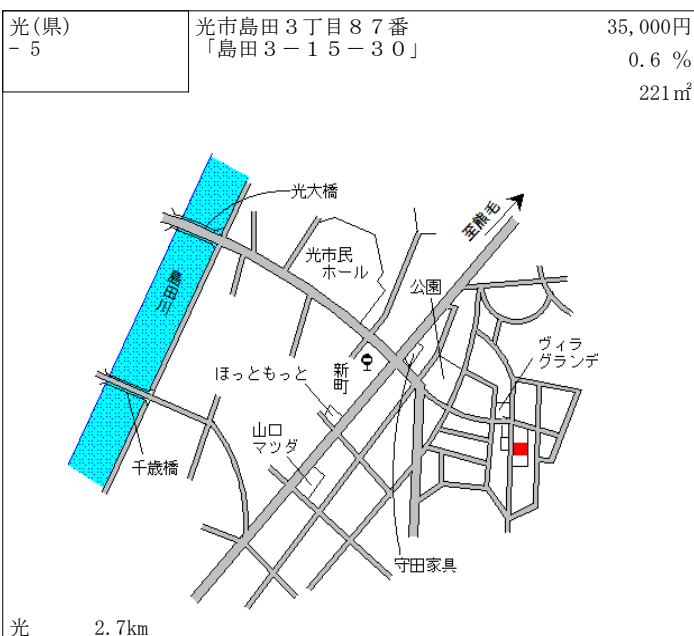 光(県)
- 5
光市島田３丁目８７番
「島田３－１５－３０」
35,000円
0.6 %
221㎡
光大橋
至熊毛
光市民
ホール
公園
島田川
ヴィラ
グランデ
新町
ほっともっと
山口
マツダ
千歳橋
守田家具
光 2.7km